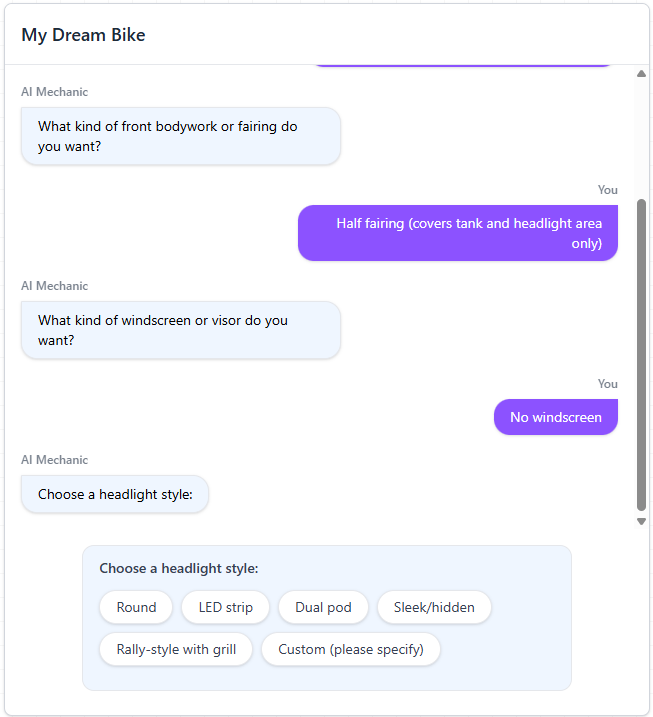 My Dream Bike
AI Mechanic
What kind of front bodywork or fairing do
you want?
You
Half fairing (covers tank and headlight area
only)
AI Mechanic
What kind of windscreen or visor do you
want?
You
No windscreen
AI Mechanic
Choose a headlight style:
Choose a headlight style:
Round
LED strip
Dual pod
Sleek/hidden
Rally-style with grill
Custom (please specify)